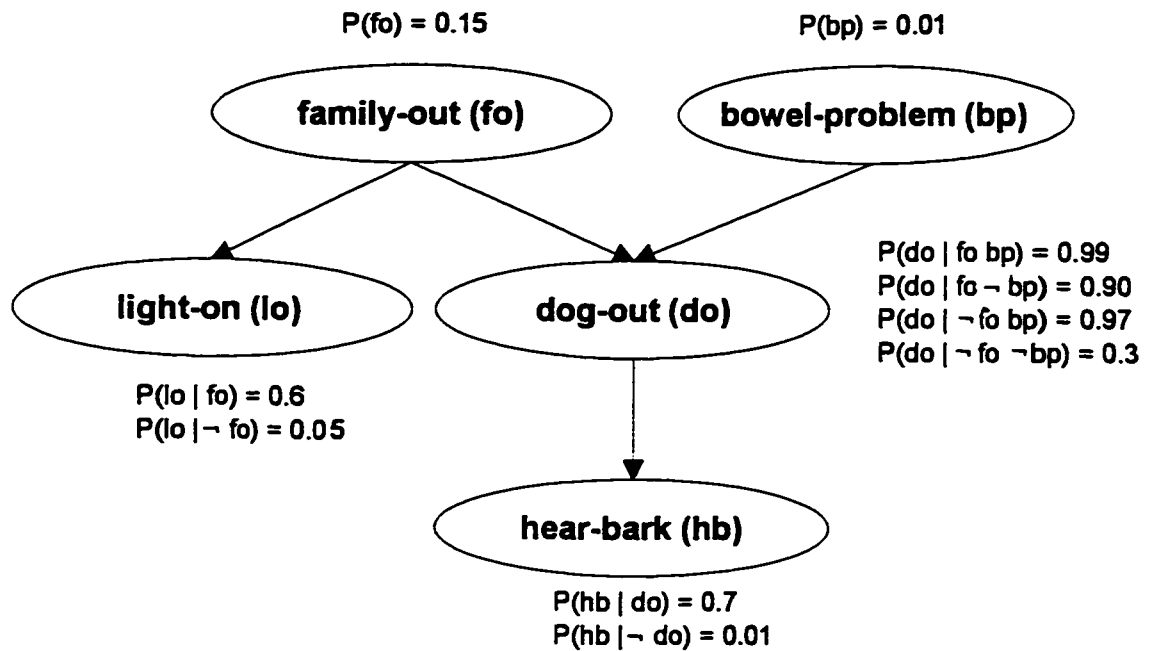 P(fo) = 0.15
P(bp) = 0.01
family-out (fo)
bowel-problem (bp)
light-on (lo)
dog-out (do)
P(do | fo bp) = 0.99
P(do | fo ¬ bp) = 0.90
P(do | ¬ fo bp) = 0.97
P(do | ¬ fo ¬ bp) = 0.3
P(lo | fo) = 0.6
P(lo | ¬ fo) = 0.05
hear-bark (hb)
P(hb | do) = 0.7
P(hb | ¬ do) = 0.01